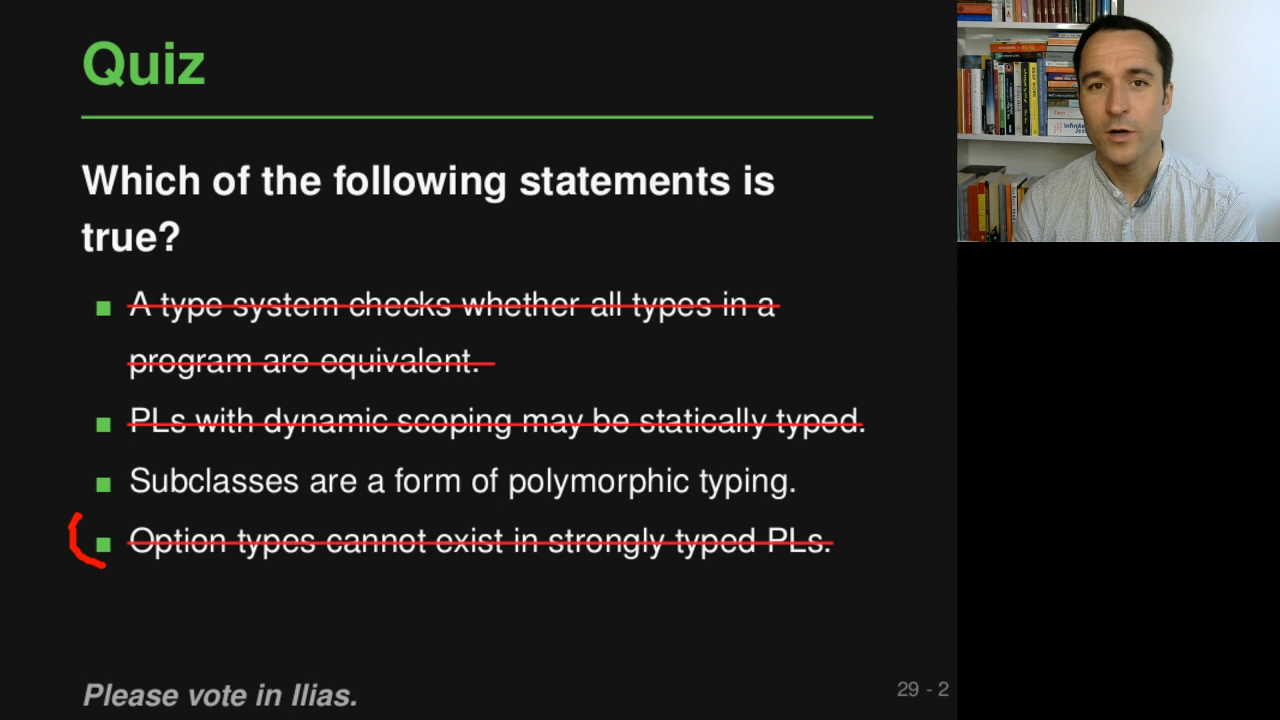 Quiz
Which of the following statements is
true?
A type system checks whether all types in a
program are equivalent.
PLs with dynamic scoping may be statically typed.
Subclasses are a form of polymorphic typing.
Option types cannot exist in strongly typed PLs.
Please vote in Ilias.
29 - 2
Infinite
Jest